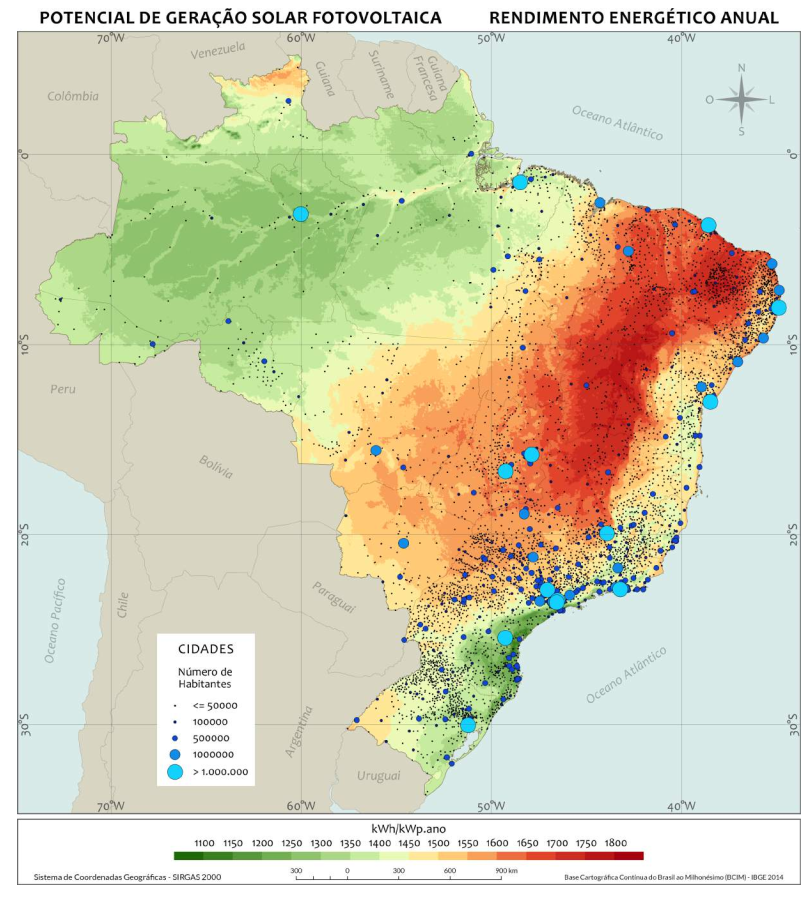 POTENCIAL DE GERAÇÃO SOLAR FOTOVOLTAICA RENDIMENTO ENERGÉTICO ANUAL
70°W 60°W 50°W 40°W
Venezuela
Guiana
Suriname
Guiana
Francesa
Colômbia
N
O L
S
Oceano Atlântico
0° 0°
10°S 10°S
Peru
Bolívia
20°S 20°S
Oceano Pacífico
Chile
Paraguai
Oceano Atlântico
CIDADES
Número de
Habitantes
<= 50000
100000
500000
1000000
> 1.000.000
30°S 30°S
Argentina
Uruguai
70°W 60°W 50°W 40°W
kWh/kWp.ano
1100 1150 1200 1250 1300 1350 1400 1450 1500 1550 1600 1650 1700 1750 1800
Sistema de Coordenadas Geográficas - SIRGAS 2000
300 0 300 600 900 km
Base Cartográfica Contínua do Brasil ao Milhonésimo (BCIM) - IBGE 2014